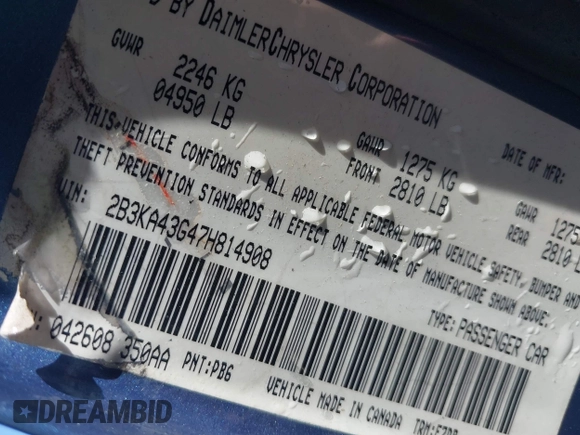 D BY DAIMLERCHRYSLER CORPORATION
GVWR 2246 KG
04950 LB
GAWR 1275 KG
FRONT 2810 LB
DATE OF MFR:
GAWR 1275
REAR 2810
THIS VEHICLE CONFORMS TO ALL APPLICABLE FEDERAL MOTOR VEHICLE SAFETY, BUMPER AND
THEFT PREVENTION STANDARDS IN EFFECT ON THE DATE OF MANUFACTURE SHOWN ABOVE.
VIN: 2B3KA43G47H814908
TYPE: PASSENGER CAR
042608 350AA PNT:PB6
VEHICLE MADE IN CANADA
DREAMBID